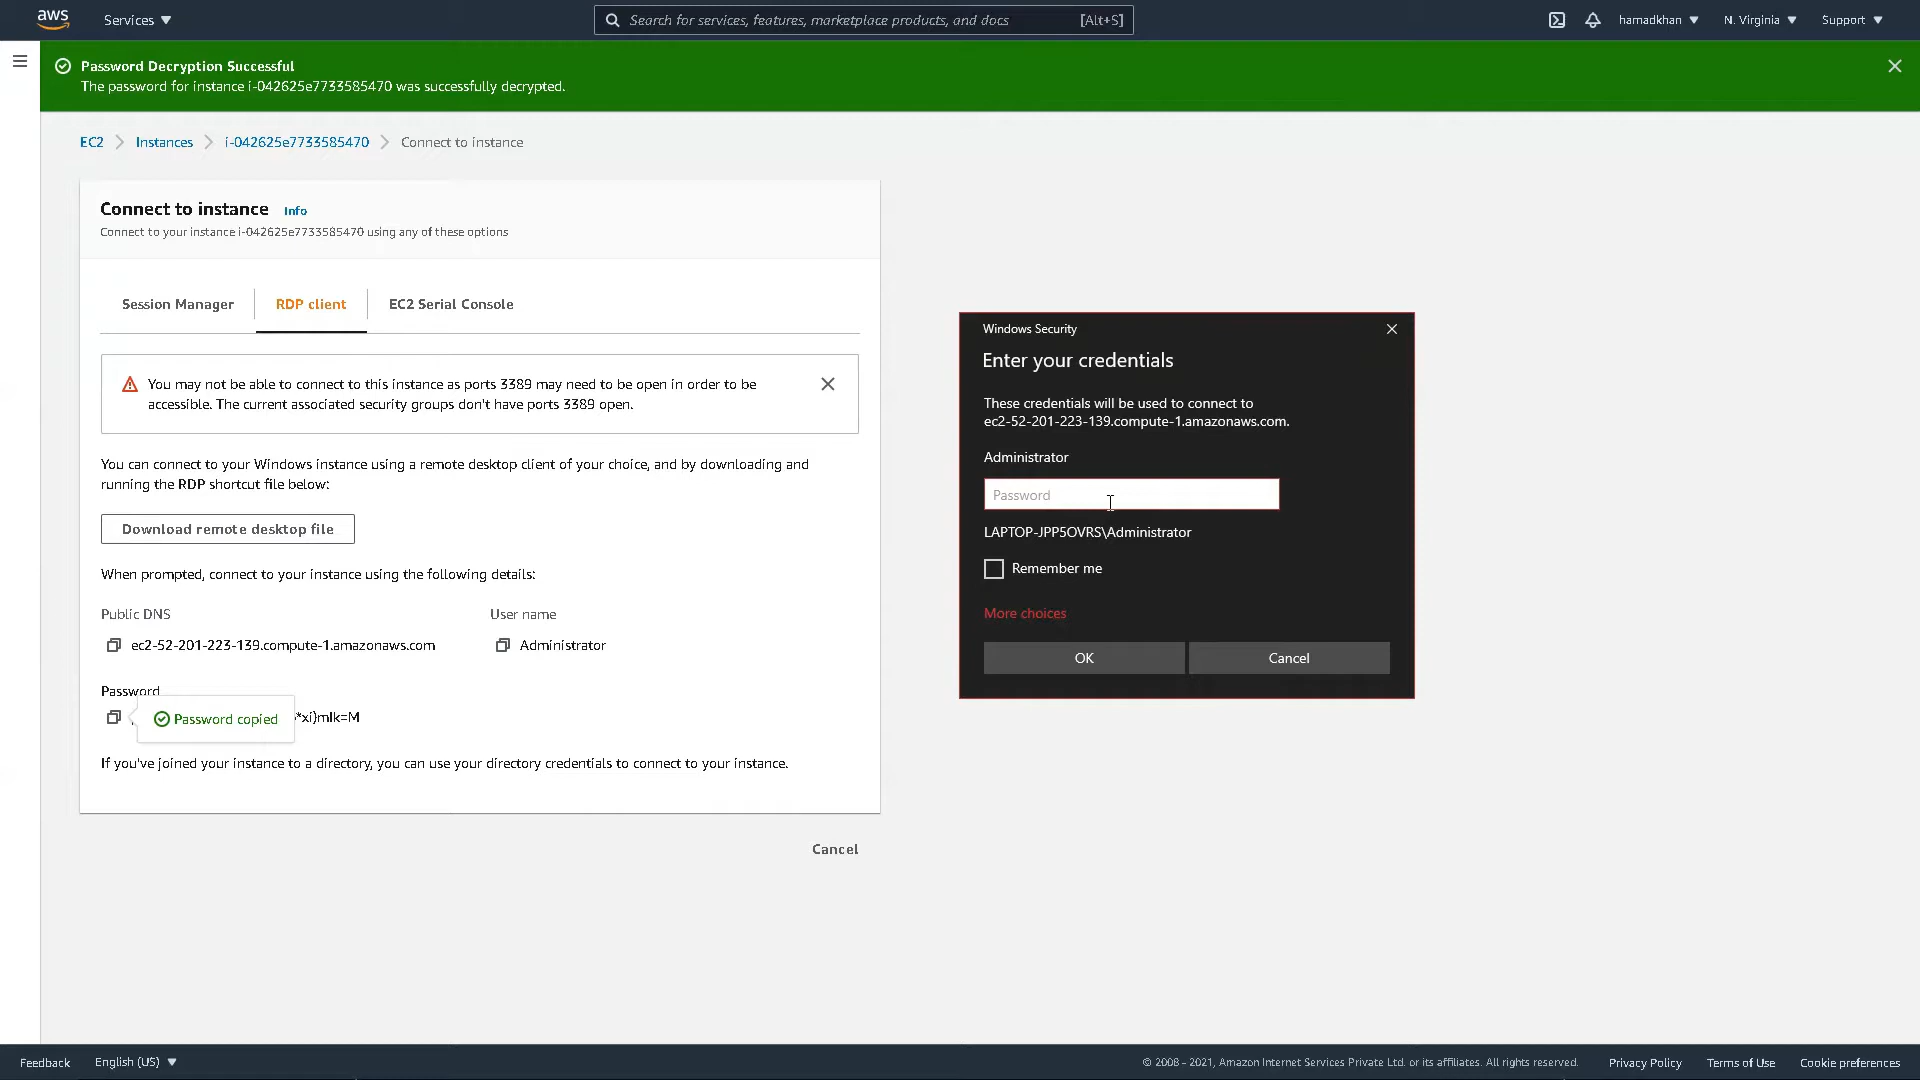 aws
Services
Search for services, features, marketplace products, and docs
[Alt+S]
hamadkhan
N. Virginia
Support
Password Decryption Successful
The password for instance i-042625e7733585470 was successfully decrypted.
EC2
Instances
i-042625e7733585470
Connect to instance
Connect to instance Info
Connect to your instance i-042625e7733585470 using any of these options
Session Manager
RDP client
EC2 Serial Console
You may not be able to connect to this instance as ports 3389 may need to be open in order to be
accessible. The current associated security groups don't have ports 3389 open.
You can connect to your Windows instance using a remote desktop client of your choice, and by downloading and
running the RDP shortcut file below:
Download remote desktop file
When prompted, connect to your instance using the following details:
Public DNS
User name
ec2-52-201-223-139.compute-1.amazonaws.com
Administrator
Password
Password copied
*xi)mlk=M
If you've joined your instance to a directory, you can use your directory credentials to connect to your instance.
Cancel
Windows Security
Enter your credentials
These credentials will be used to connect to
ec2-52-201-223-139.compute-1.amazonaws.com.
Administrator
Password
LAPTOP-JPP5OVRS\Administrator
Remember me
More choices
OK
Cancel
Feedback
English (US)
© 2008 - 2021, Amazon Internet Services Private Ltd. or its affiliates. All rights reserved.
Privacy Policy
Terms of Use
Cookie preferences